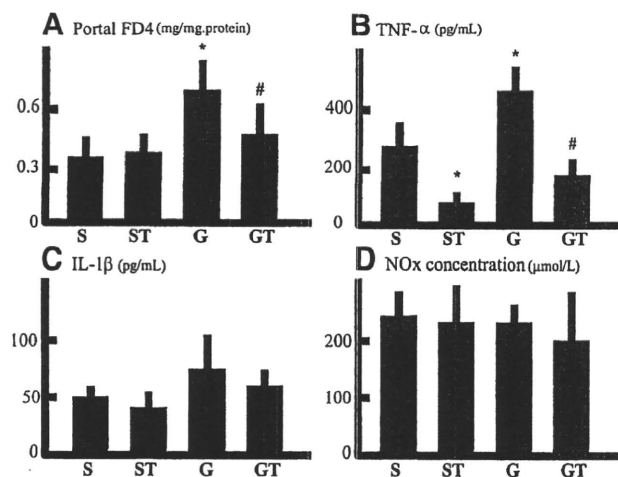 A Portal FD4 (mg/mg.protein)
0.6
0.3
0
*
#
S ST G GT
B TNF-α (pg/mL)
400
200
0
*
*
#
S ST G GT
C IL-1β (pg/mL)
100
50
0
S ST G GT
D NOx concentration (μmol/L)
200
100
0
S ST G GT